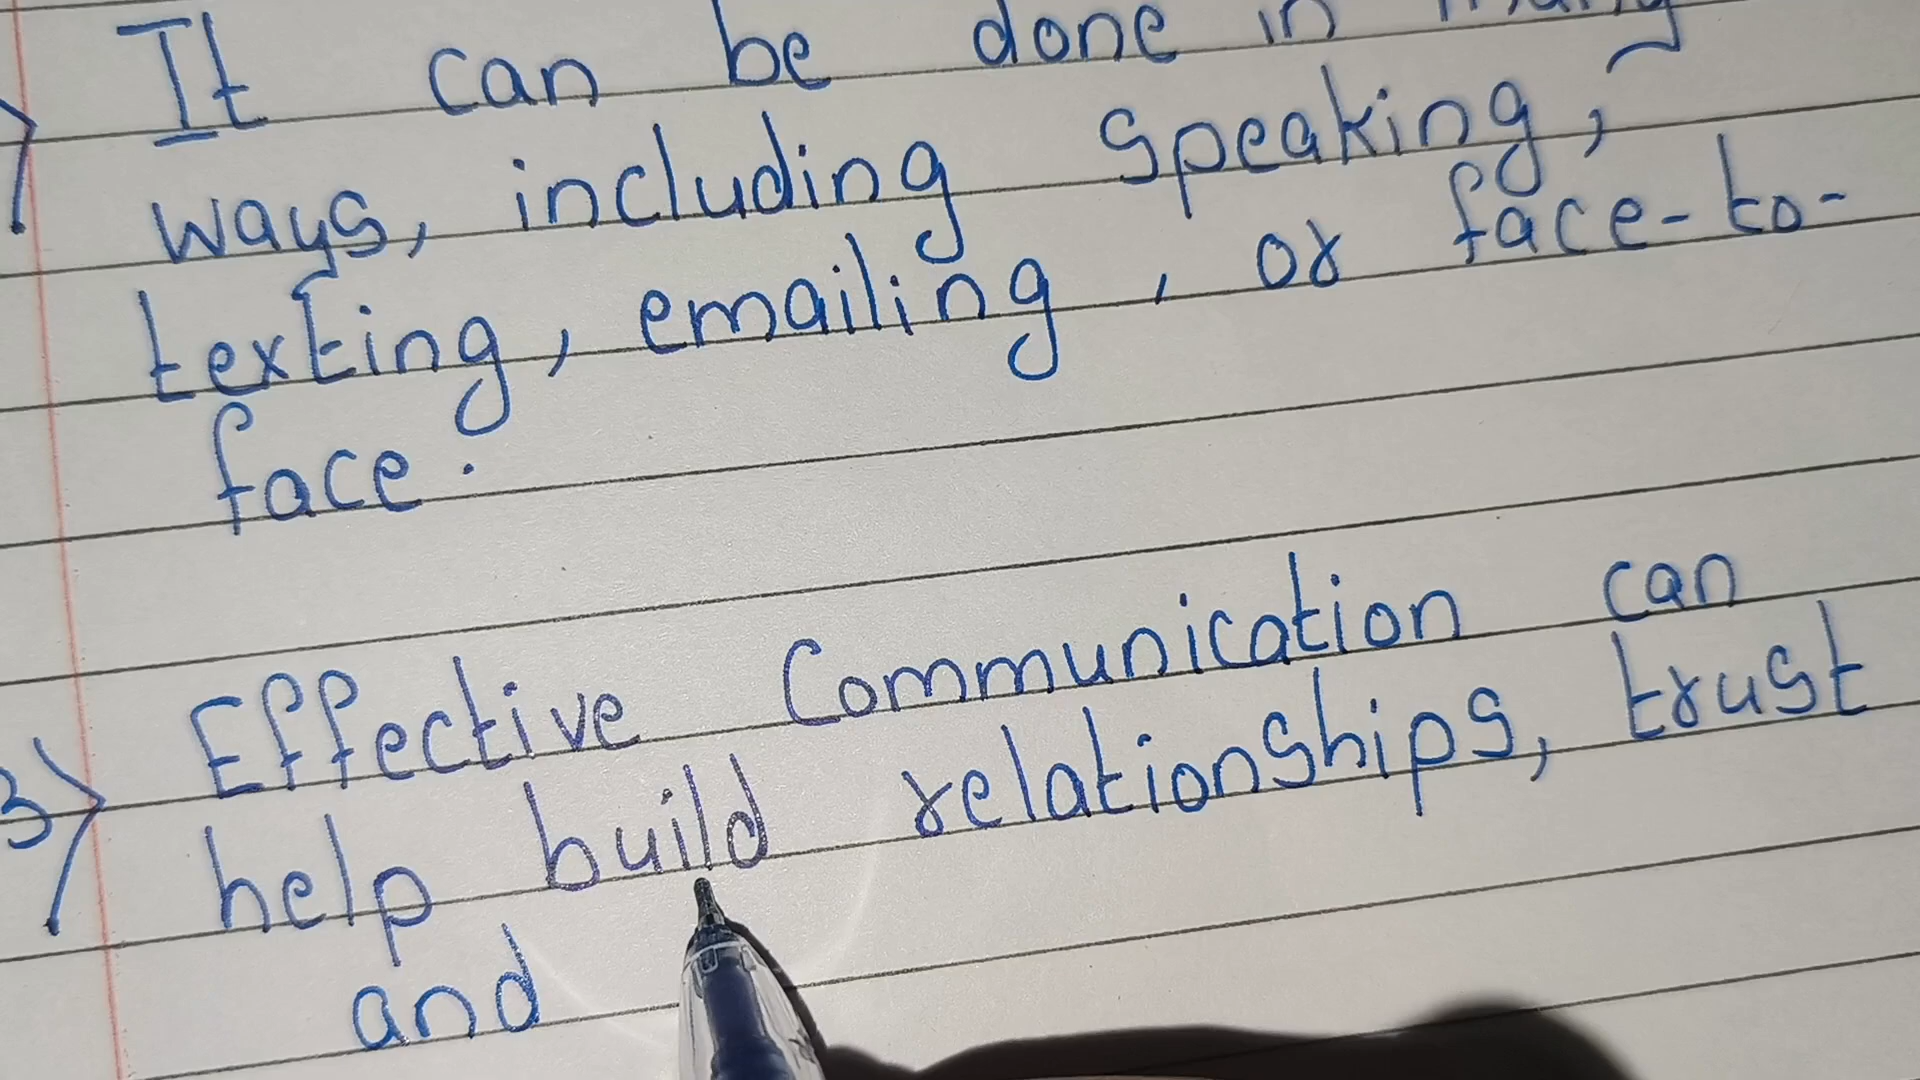 It can be done in many
ways, including speaking,
texting, emailing, or face-to-
face.
3) Effective Communication can
help build relationships, trust
and